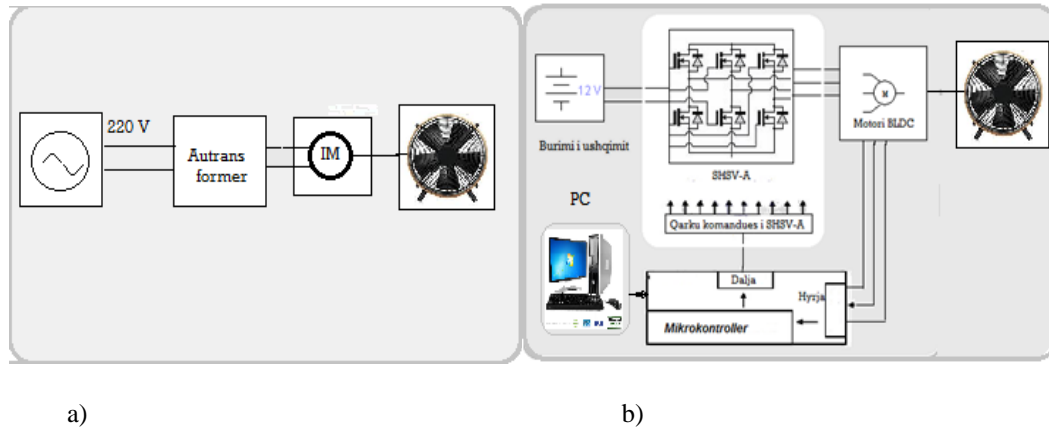 220 V
Autrans
former
IM
a)
12 V
Burimi i ushqimit
SHSV-A
M
Motori BLDC
PC
Qarku komandues i SHSV-A
Dalja
Hyrja
Mikrokontroller
b)